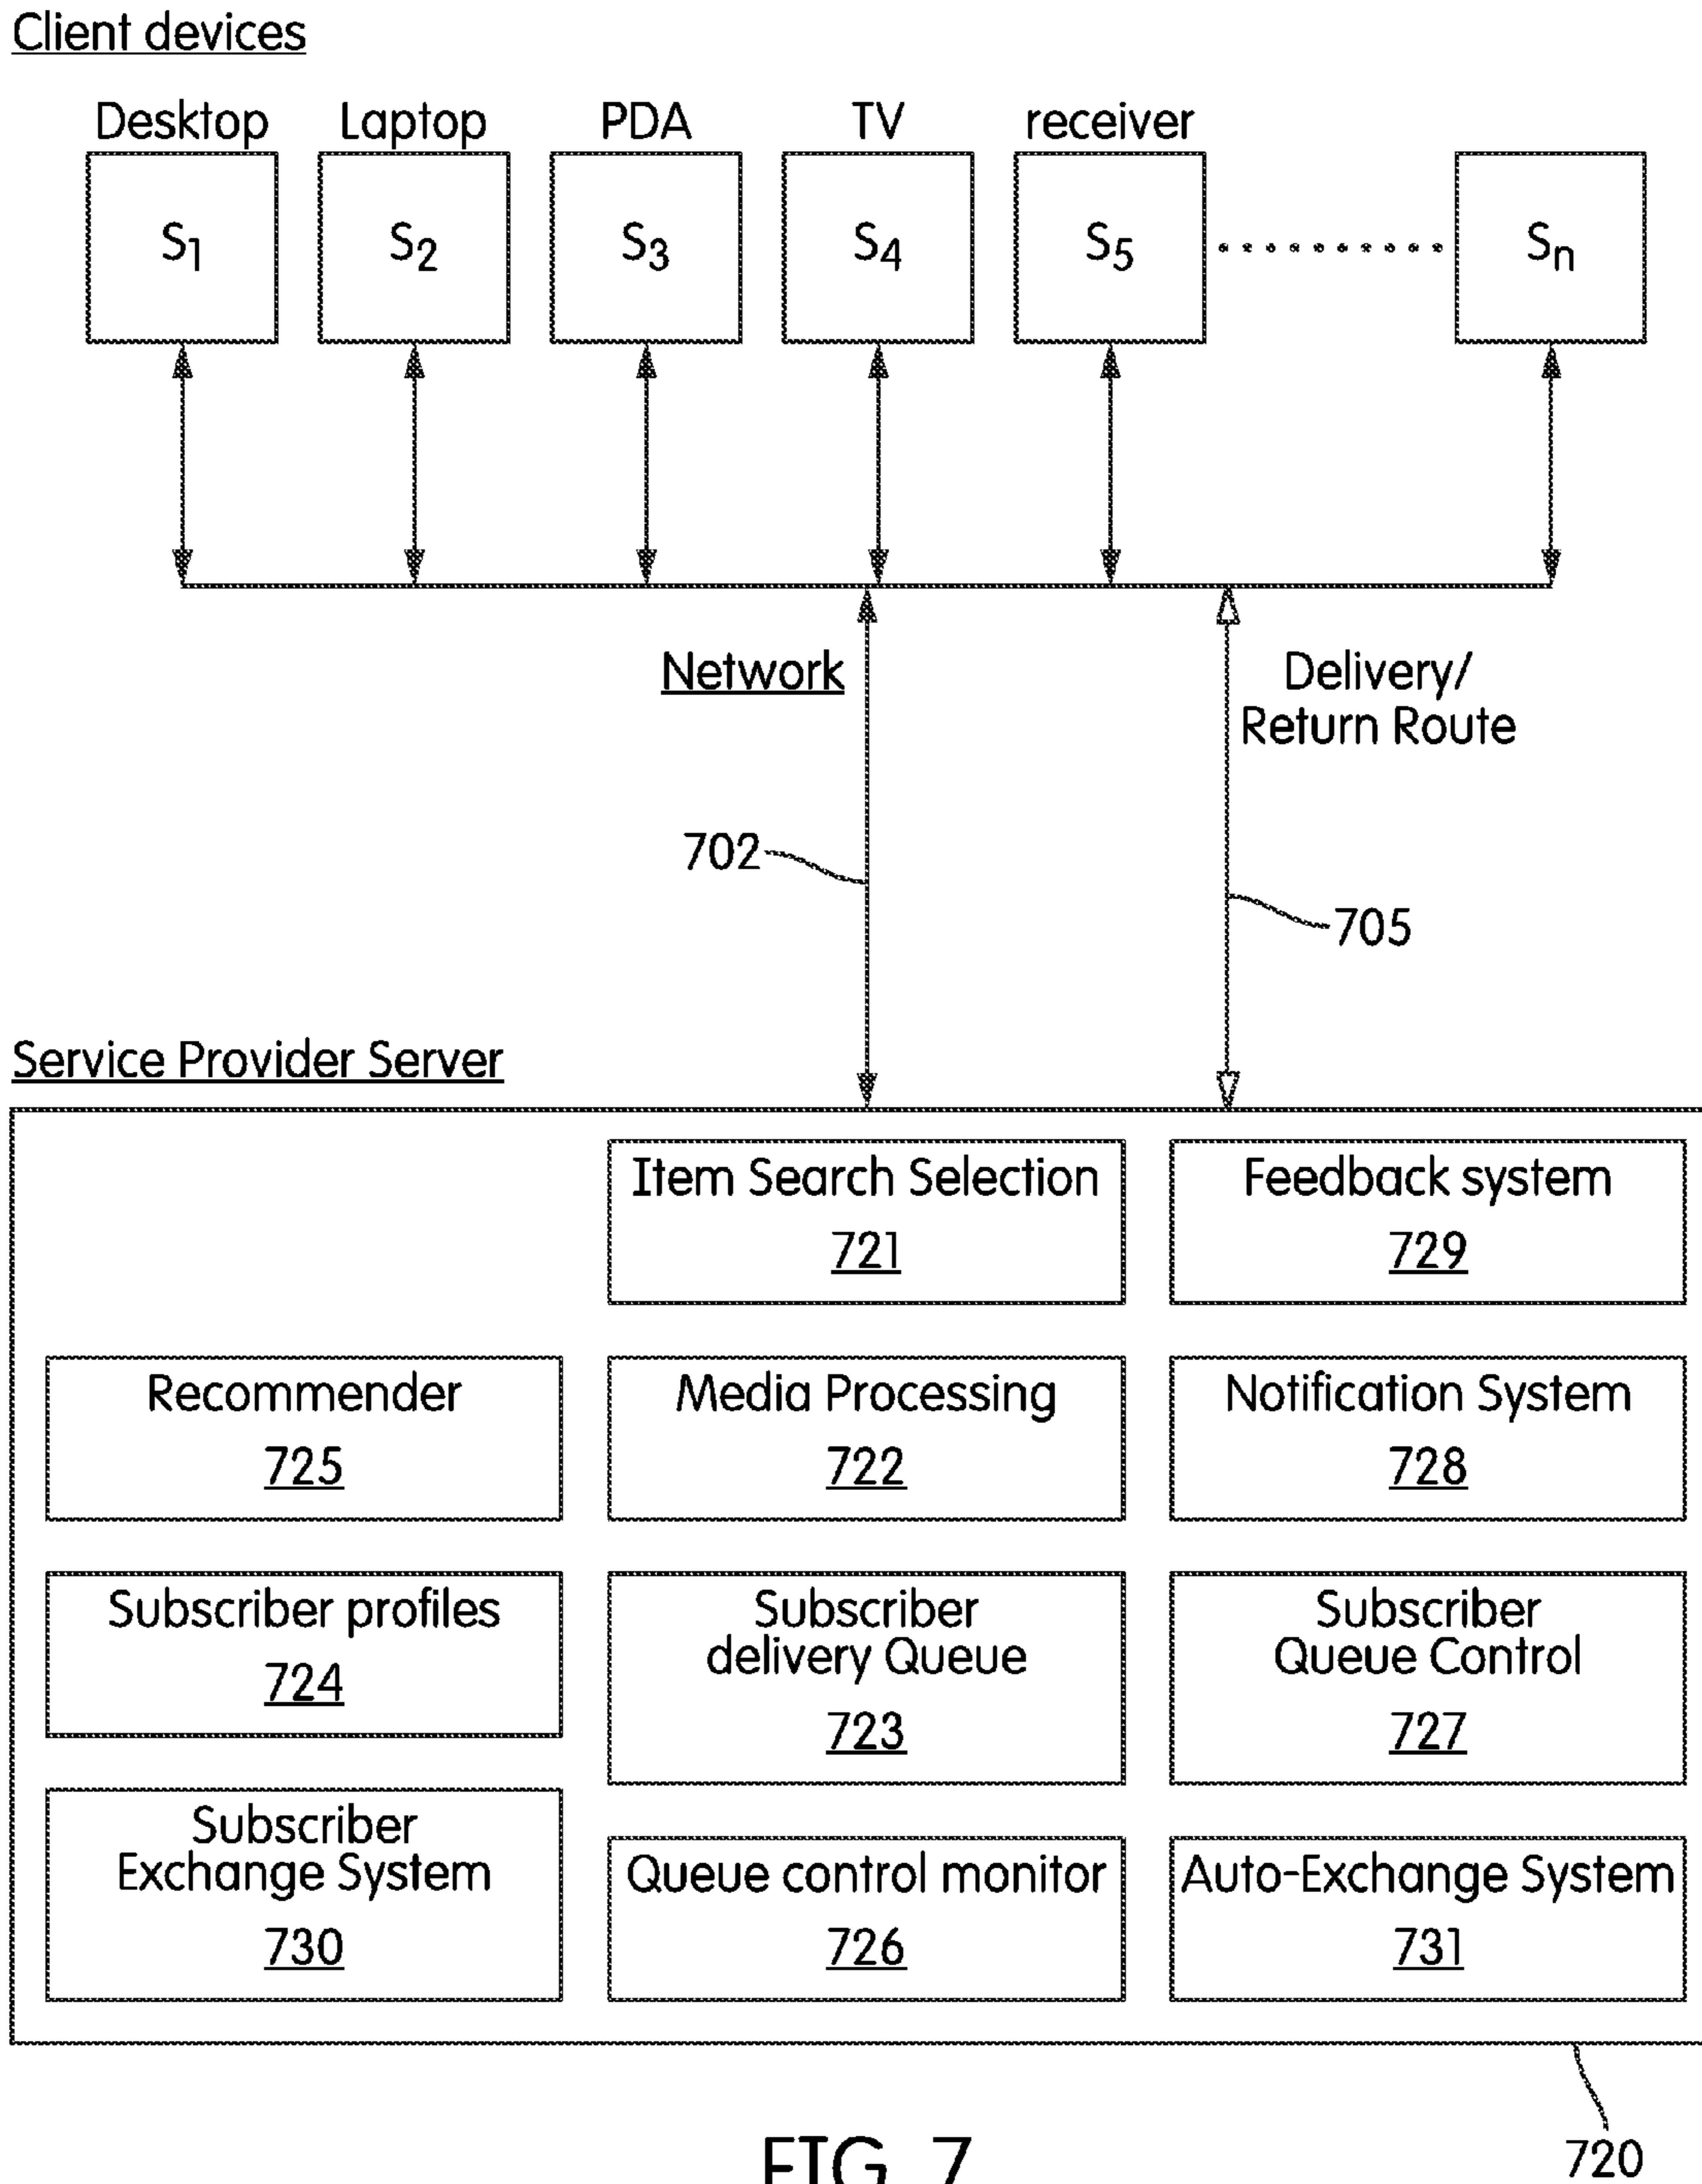 Client devices
Desktop Laptop PDA TV receiver
S1 S2 S3 S4 S5 Sn
Network
Delivery/
Return Route
702
705
Service Provider Server
Item Search Selection
721
Feedback system
729
Recommender
725
Media Processing
722
Notification System
728
Subscriber profiles
724
Subscriber
delivery Queue
723
Subscriber
Queue Control
727
Subscriber
Exchange System
730
Queue control monitor
726
Auto-Exchange System
731
720
FIG. 7